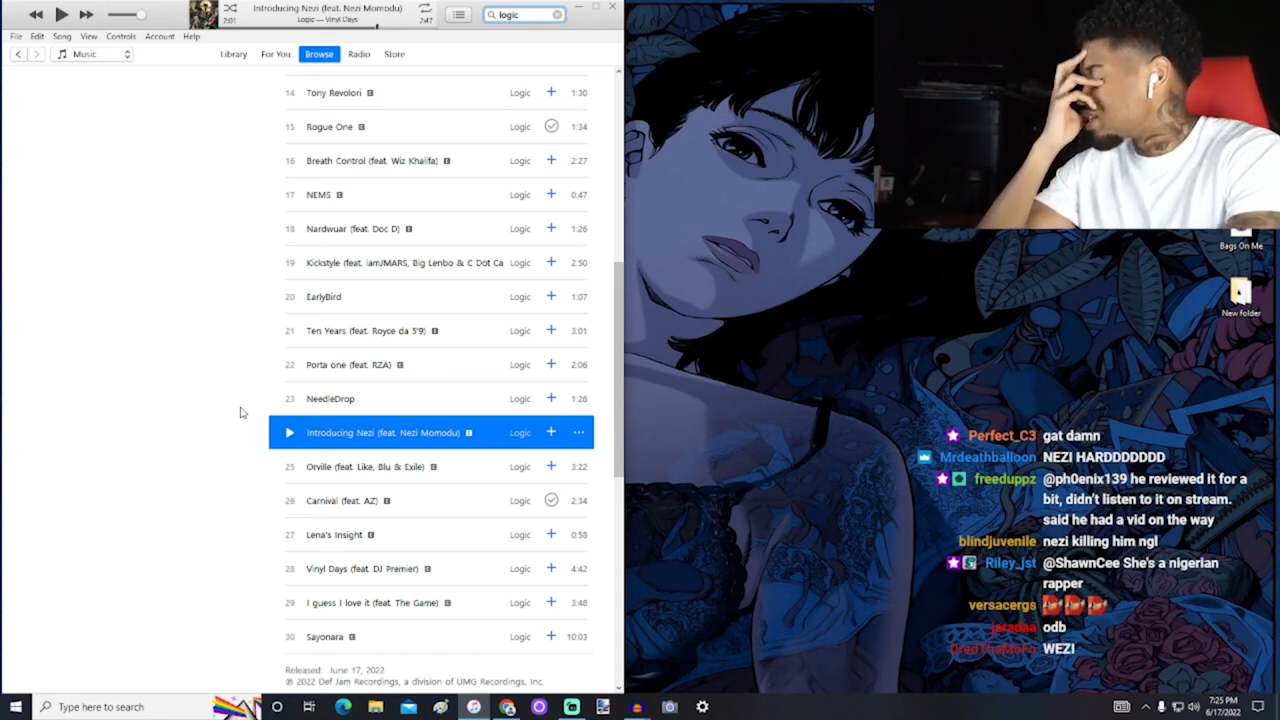 Introducing Nezi (feat. Nezi Momodu)
Logic — Vinyl Days
2:01
2:47
logic
File Edit Song View Controls Account Help
Music
Library For You Browse Radio Store
14 Tony Revolori E Logic + 1:30
15 Rogue One E Logic 1:34
16 Breath Control (feat. Wiz Khalifa) E Logic + 2:27
17 NEMS E Logic + 0:47
18 Nardwuar (feat. Doc D) E Logic + 1:26
19 Kickstyle (feat. iamJMARS, Big Lenbo & C Dot Ca Logic + 2:50
20 EarlyBird Logic + 1:07
21 Ten Years (feat. Royce da 5'9) E Logic + 3:01
22 Porta one (feat. RZA) E Logic + 2:06
23 NeedleDrop Logic + 1:26
Introducing Nezi (feat. Nezi Momodu) E Logic + ...
25 Orville (feat. Like, Blu & Exile) E Logic + 3:22
26 Carnival (feat. AZ) E Logic 2:34
27 Lena's Insight E Logic + 0:58
28 Vinyl Days (feat. DJ Premier) E Logic + 4:42
29 I guess I love it (feat. The Game) E Logic + 3:48
30 Sayonara E Logic + 10:03
Released: June 17, 2022
℗ 2022 Def Jam Recordings, a division of UMG Recordings, Inc.
Bags On Me
New folder
Perfect_C3 gat damn
Mrdeathballoon NEZI HARDDDDDDD
freeduppz @ph0enix139 he reviewed it for a
bit, didn't listen to it on stream.
said he had a vid on the way
blindjuvenile nezi killing him ngl
Riley_jst @ShawnCee She's a nigerian
rapper
versacergs
jaradaa odb
DredThaMoFo WEZI
Type here to search
7:25 PM
6/17/2022